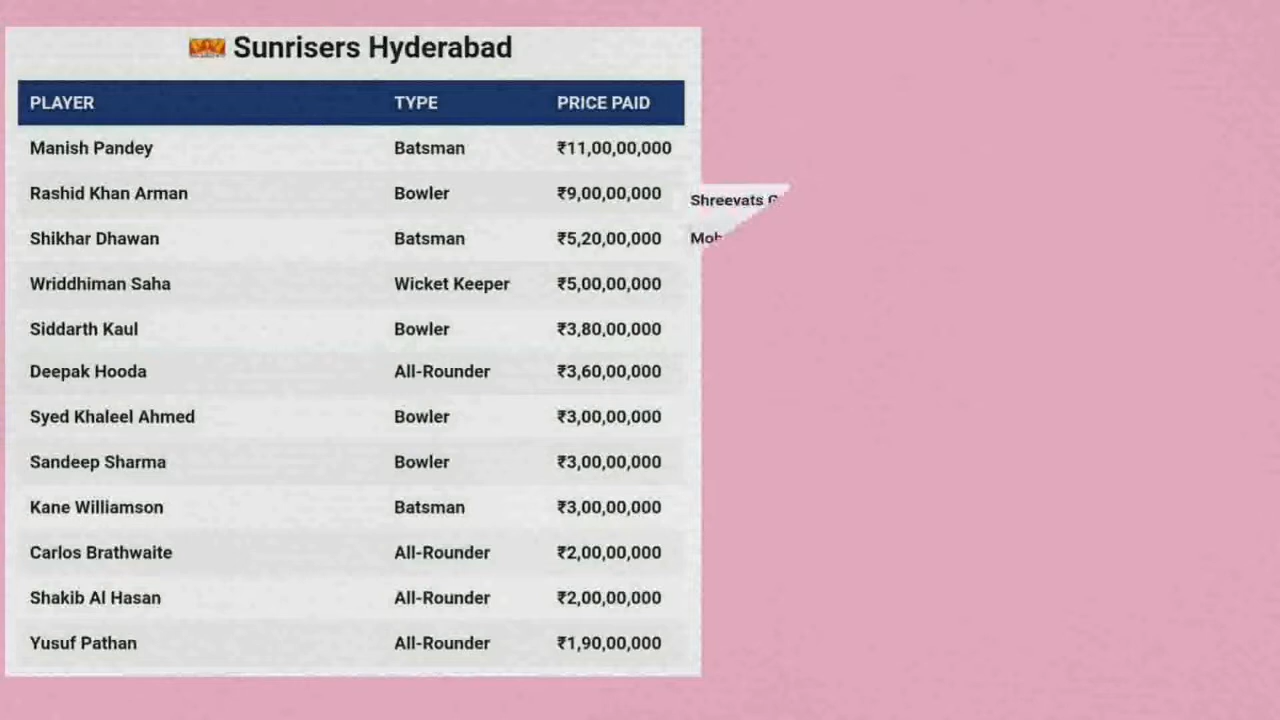 Sunrisers Hyderabad
PLAYER TYPE PRICE PAID
Manish Pandey Batsman ₹11,00,00,000
Rashid Khan Arman Bowler ₹9,00,00,000
Shreevats
Shikhar Dhawan Batsman ₹5,20,00,000
Wriddhiman Saha Wicket Keeper ₹5,00,00,000
Siddarth Kaul Bowler ₹3,80,00,000
Deepak Hooda All-Rounder ₹3,60,00,000
Syed Khaleel Ahmed Bowler ₹3,00,00,000
Sandeep Sharma Bowler ₹3,00,00,000
Kane Williamson Batsman ₹3,00,00,000
Carlos Brathwaite All-Rounder ₹2,00,00,000
Shakib Al Hasan All-Rounder ₹2,00,00,000
Yusuf Pathan All-Rounder ₹1,90,00,000